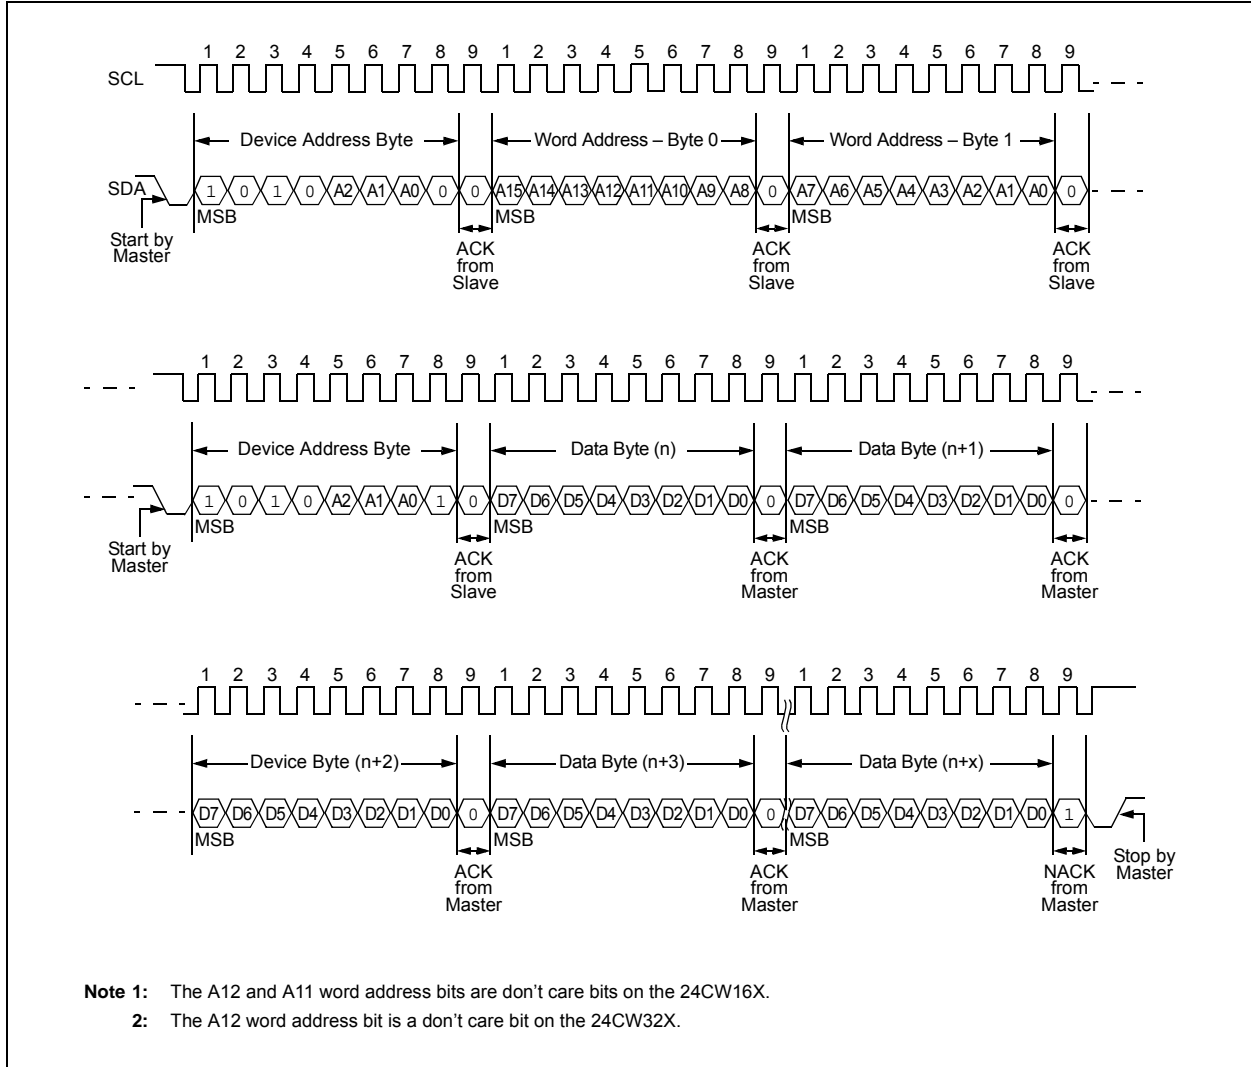 1 2 3 4 5 6 7 8 9 1 2 3 4 5 6 7 8 9 1 2 3 4 5 6 7 8 9
SCL
Device Address Byte Word Address – Byte 0 Word Address – Byte 1
SDA 1 0 1 0 A2 A1 A0 0 0 A15 A14 A13 A12 A11 A10 A9 A8 0 A7 A6 A5 A4 A3 A2 A1 A0 0
MSB MSB MSB
Start by
Master
ACK
from
Slave
ACK
from
Slave
ACK
from
Slave
1 2 3 4 5 6 7 8 9 1 2 3 4 5 6 7 8 9 1 2 3 4 5 6 7 8 9
Device Address Byte Data Byte (n) Data Byte (n+1)
1 0 1 0 A2 A1 A0 1 0 D7 D6 D5 D4 D3 D2 D1 D0 0 D7 D6 D5 D4 D3 D2 D1 D0 0
MSB MSB MSB
Start by
Master
ACK
from
Slave
ACK
from
Master
ACK
from
Master
1 2 3 4 5 6 7 8 9 1 2 3 4 5 6 7 8 9 1 2 3 4 5 6 7 8 9
Device Byte (n+2) Data Byte (n+3) Data Byte (n+x)
D7 D6 D5 D4 D3 D2 D1 D0 0 D7 D6 D5 D4 D3 D2 D1 D0 0 D7 D6 D5 D4 D3 D2 D1 D0 1
MSB MSB MSB
ACK
from
Master
ACK
from
Master
NACK
from
Master
Stop by
Master
Note 1: The A12 and A11 word address bits are don't care bits on the 24CW16X.
2: The A12 word address bit is a don't care bit on the 24CW32X.